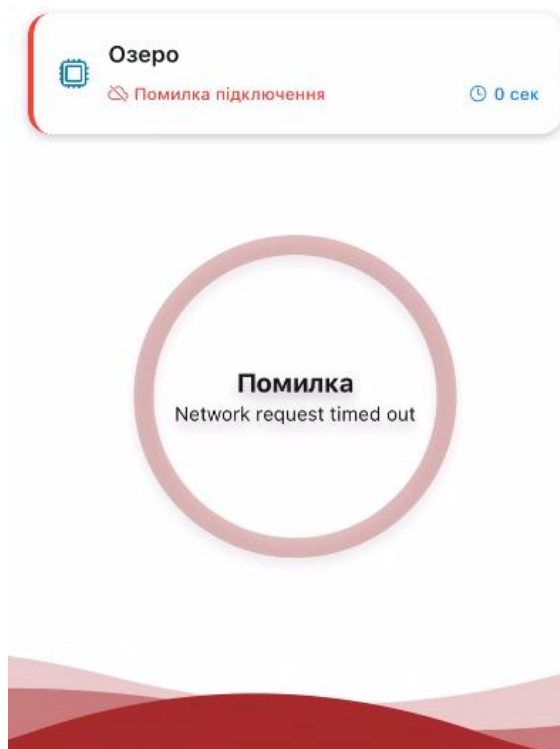 Озеро
Помилка підключення
0 сек
Помилка
Network request timed out